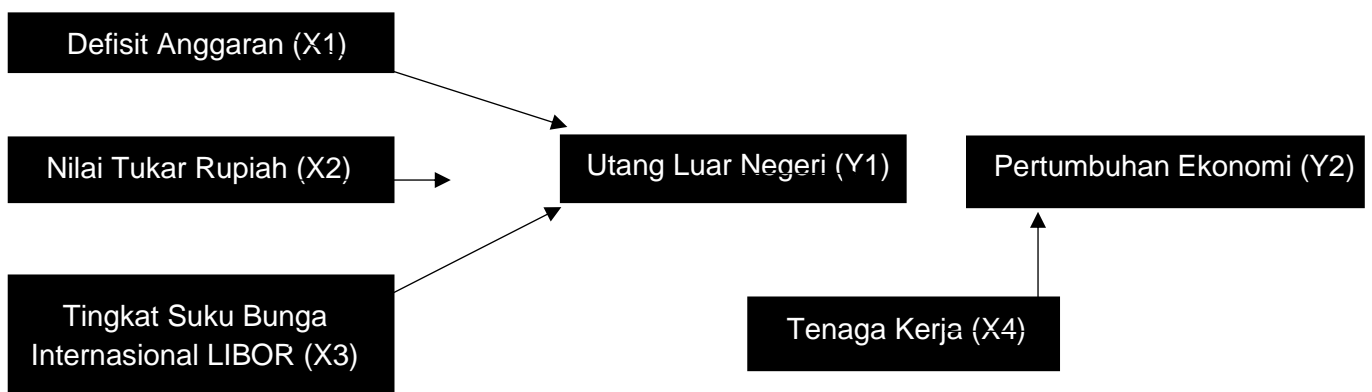 Defisit Anggaran (X1)
Nilai Tukar Rupiah (X2)
Utang Luar Negeri (Y1)
Pertumbuhan Ekonomi (Y2)
Tingkat Suku Bunga
Internasional LIBOR (X3)
Tenaga Kerja (X4)